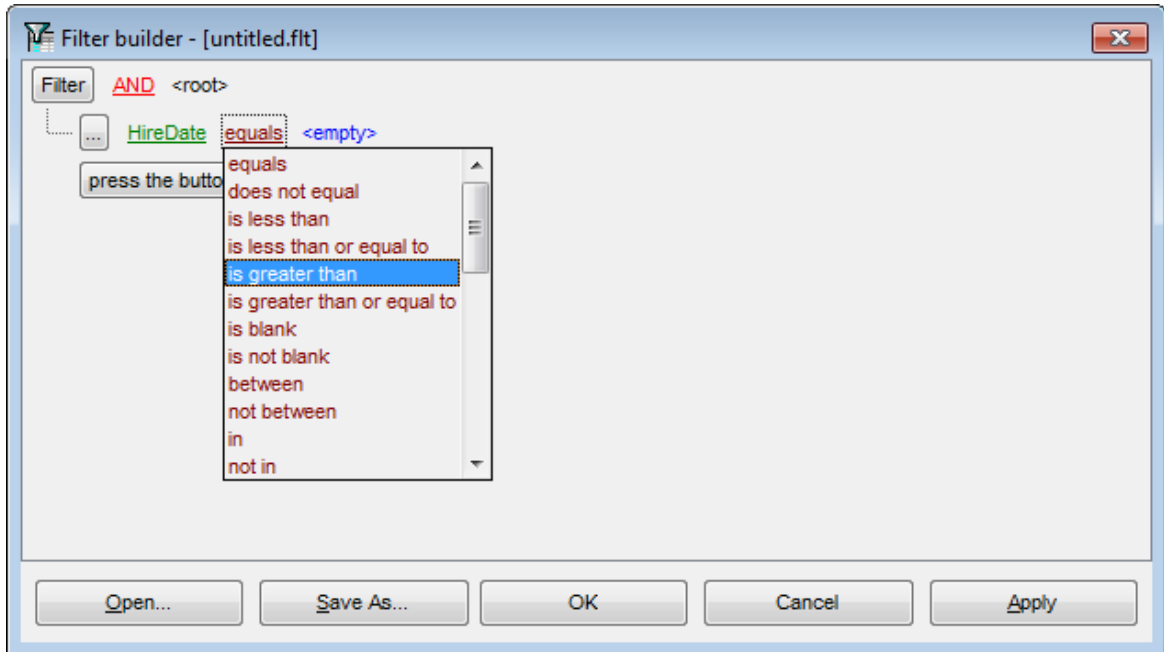 Filter builder - [untitled.flt]
Filter AND <root>
... HireDate equals <empty>
press the butto
equals
does not equal
is less than
is less than or equal to
is greater than
is greater than or equal to
is blank
is not blank
between
not between
in
not in
Open... Save As... OK Cancel Apply